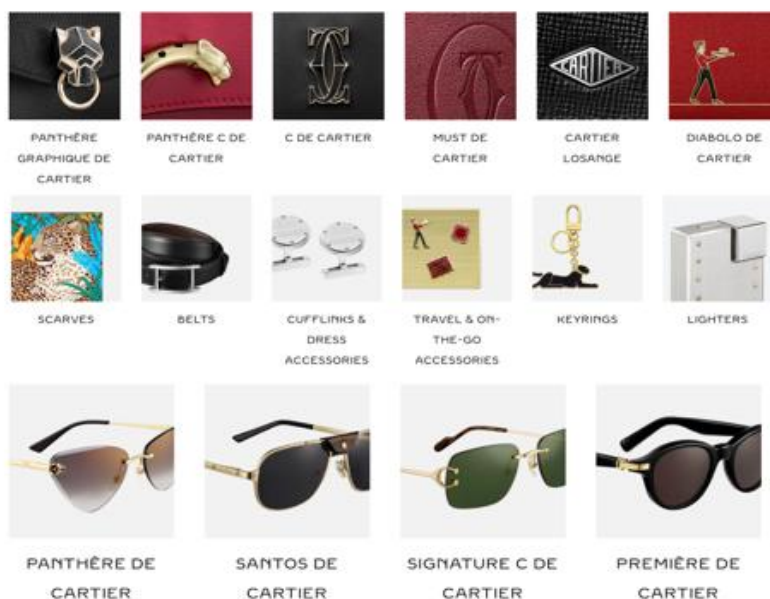 CARTIER
PANTHÈRE
GRAPHIQUE DE
CARTIER
PANTHÈRE C DE
CARTIER
C DE CARTIER
MUST DE
CARTIER
CARTIER
LOSANGE
DIABOLO DE
CARTIER
SCARVES
BELTS
CUFFLINKS &
DRESS
ACCESSORIES
TRAVEL & ON-
THE-GO
ACCESSORIES
KEYRINGS
LIGHTERS
PANTHÈRE DE
CARTIER
SANTOS DE
CARTIER
SIGNATURE C DE
CARTIER
PREMIÈRE DE
CARTIER